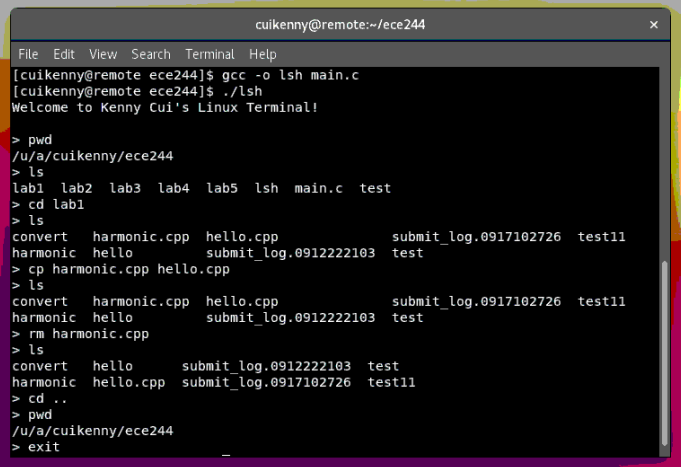 cuikenny@remote:~/ece244 ×
File Edit View Search Terminal Help
[cuikenny@remote ece244]$ gcc -o lsh main.c
[cuikenny@remote ece244]$ ./lsh
Welcome to Kenny Cui's Linux Terminal!
> pwd
/u/a/cuikenny/ece244
> ls
lab1  lab2  lab3  lab4  lab5  lsh  main.c  test
> cd lab1
> ls
convert   harmonic.cpp  hello.cpp              submit_log.0917102726  test11
harmonic  hello         submit_log.0912222103  test
> cp harmonic.cpp hello.cpp
> ls
convert   harmonic.cpp  hello.cpp              submit_log.0917102726  test11
harmonic  hello         submit_log.0912222103  test
> rm harmonic.cpp
> ls
convert   hello      submit_log.0912222103  test
harmonic  hello.cpp  submit_log.0917102726  test11
> cd ..
> pwd
/u/a/cuikenny/ece244
> exit